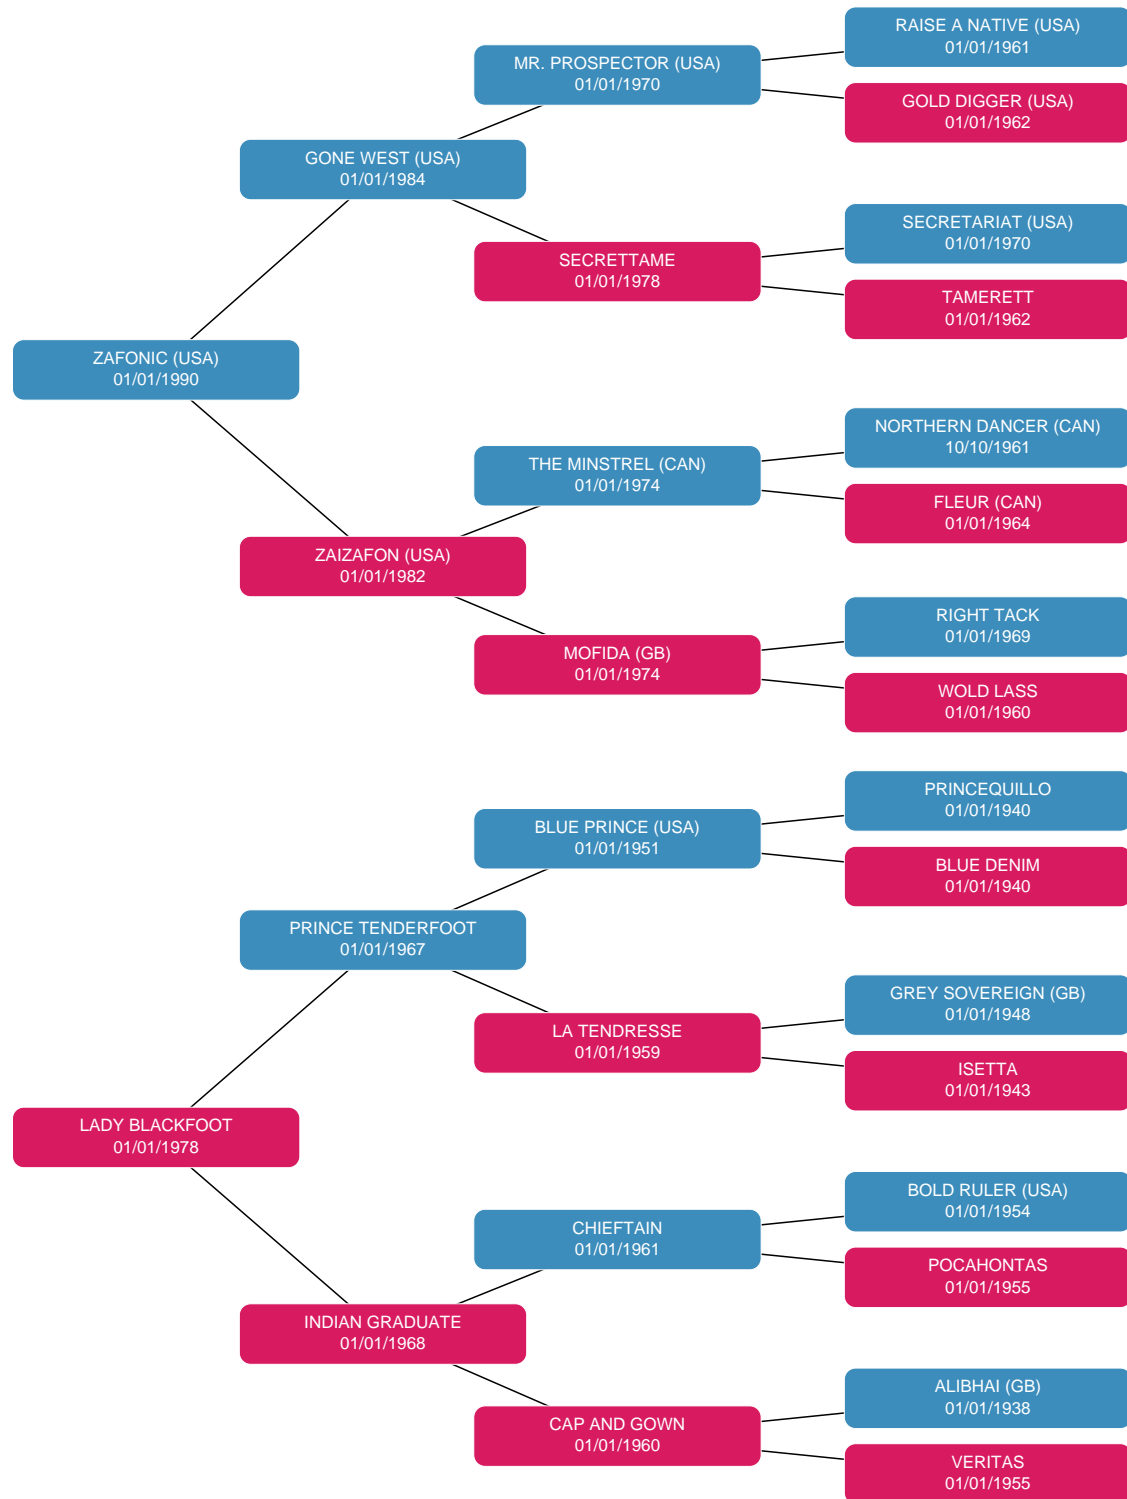 RAISE A NATIVE (USA)
01/01/1961
MR. PROSPECTOR (USA)
01/01/1970
GOLD DIGGER (USA)
01/01/1962
GONE WEST (USA)
01/01/1984
SECRETARIAT (USA)
01/01/1970
SECRETTAME
01/01/1978
TAMERETT
01/01/1962
ZAFONIC (USA)
01/01/1990
NORTHERN DANCER (CAN)
10/10/1961
THE MINSTREL (CAN)
01/01/1974
FLEUR (CAN)
01/01/1964
ZAIZAFON (USA)
01/01/1982
RIGHT TACK
01/01/1969
MOFIDA (GB)
01/01/1974
WOLD LASS
01/01/1960
PRINCEQUILLO
01/01/1940
BLUE PRINCE (USA)
01/01/1951
BLUE DENIM
01/01/1940
PRINCE TENDERFOOT
01/01/1967
GREY SOVEREIGN (GB)
01/01/1948
LA TENDRESSE
01/01/1959
ISETTA
01/01/1943
LADY BLACKFOOT
01/01/1978
BOLD RULER (USA)
01/01/1954
CHIEFTAIN
01/01/1961
POCAHONTAS
01/01/1955
INDIAN GRADUATE
01/01/1968
ALIBHAI (GB)
01/01/1938
CAP AND GOWN
01/01/1960
VERITAS
01/01/1955